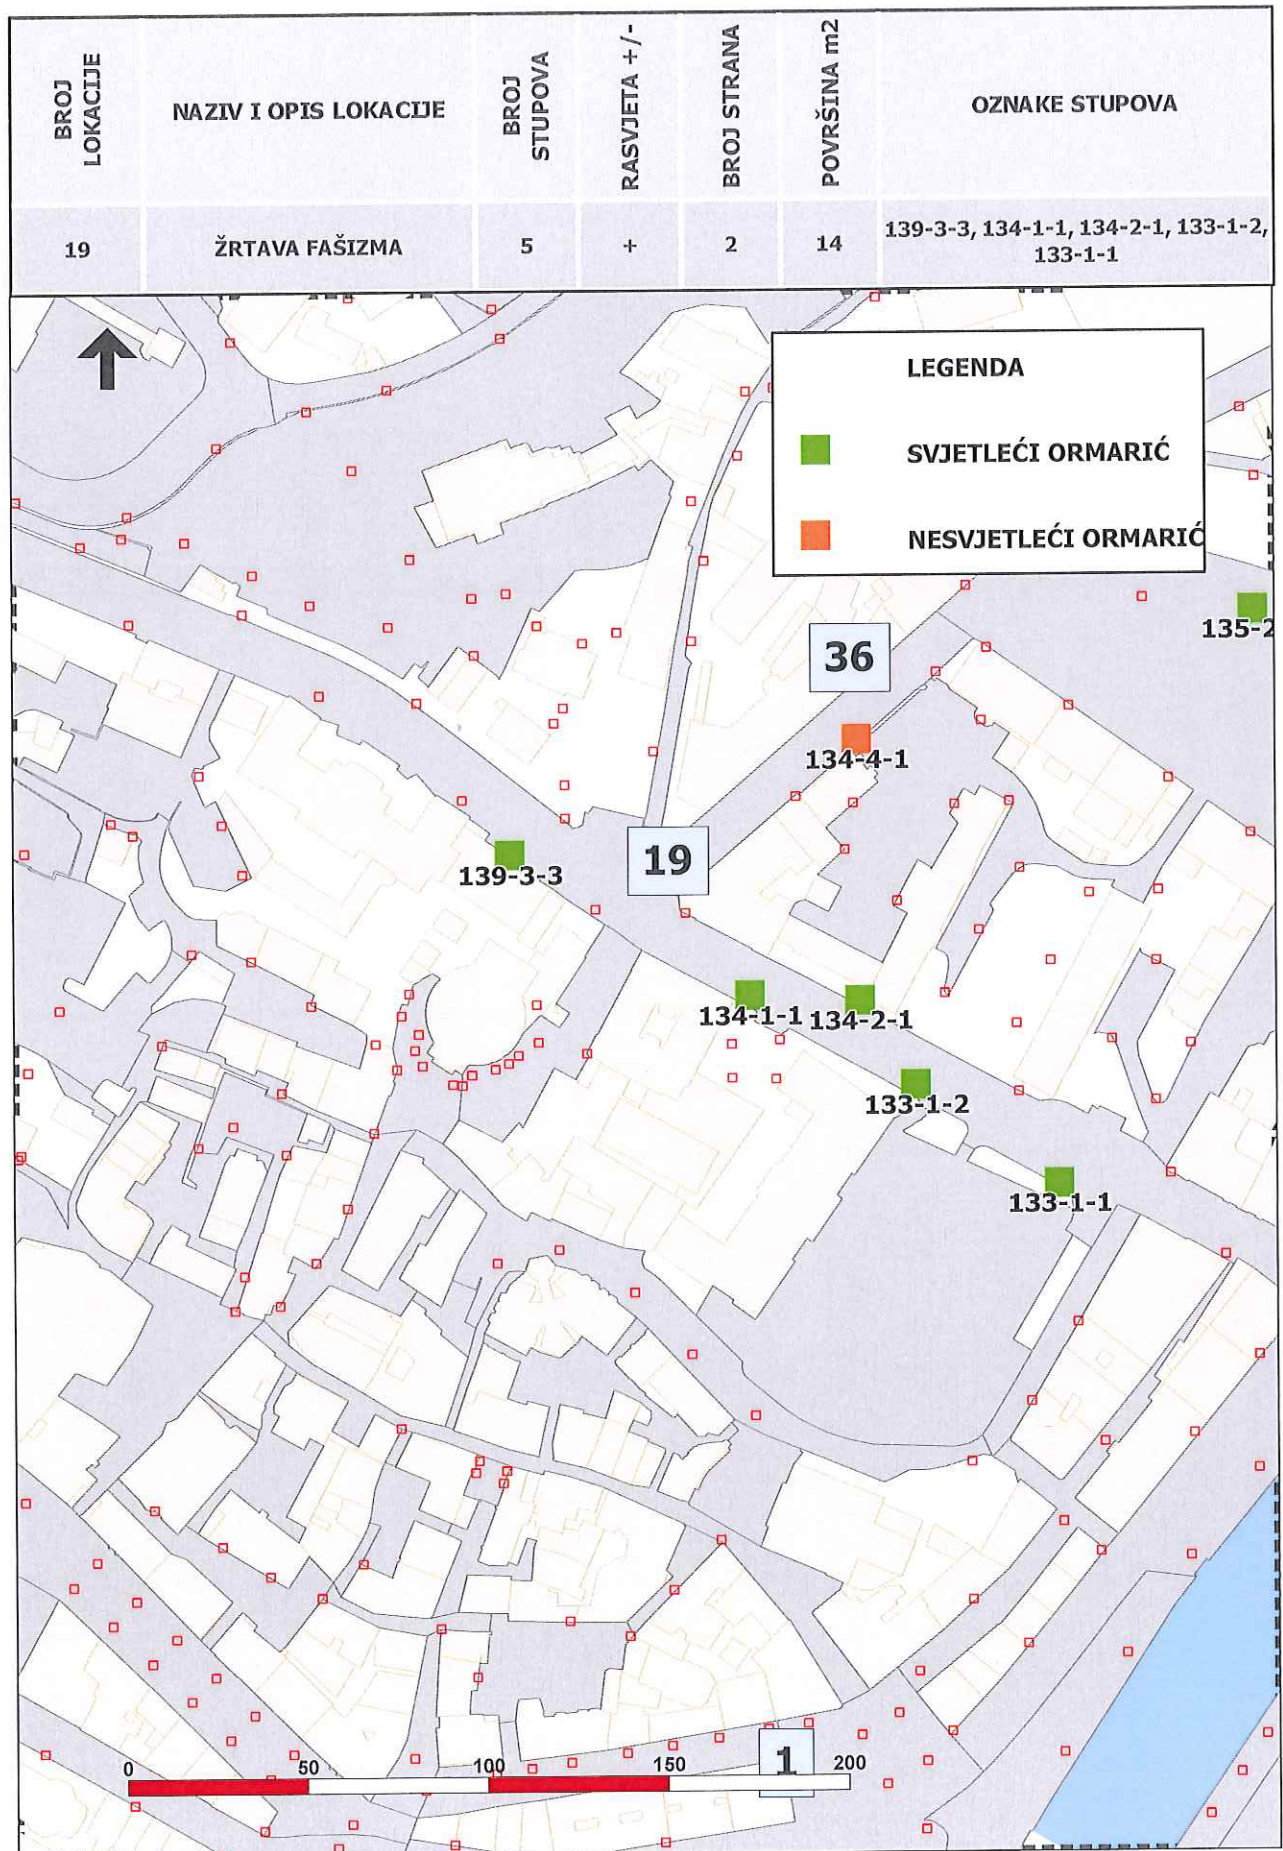 BROJ
LOKACIJE
NAZIV I OPIS LOKACIJE
BROJ
STUPOVA
RASVJETA +/-
BROJ STRANA
POVRŠINA m2
OZNAKE STUPOVA
19
ŽRTAVA FAŠIZMA
5
+
2
14
139-3-3, 134-1-1, 134-2-1, 133-1-2,
133-1-1
LEGENDA
SVJETLEĆI ORMARIĆ
NESVJETLEĆI ORMARIĆ
135-2
36
134-4-1
19
139-3-3
134-1-1
134-2-1
133-1-2
133-1-1
1
0
50
100
150
200